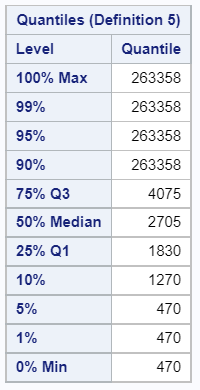 Quantiles (Definition 5)
Level Quantile
100% Max 263358
99% 263358
95% 263358
90% 263358
75% Q3 4075
50% Median 2705
25% Q1 1830
10% 1270
5% 470
1% 470
0% Min 470